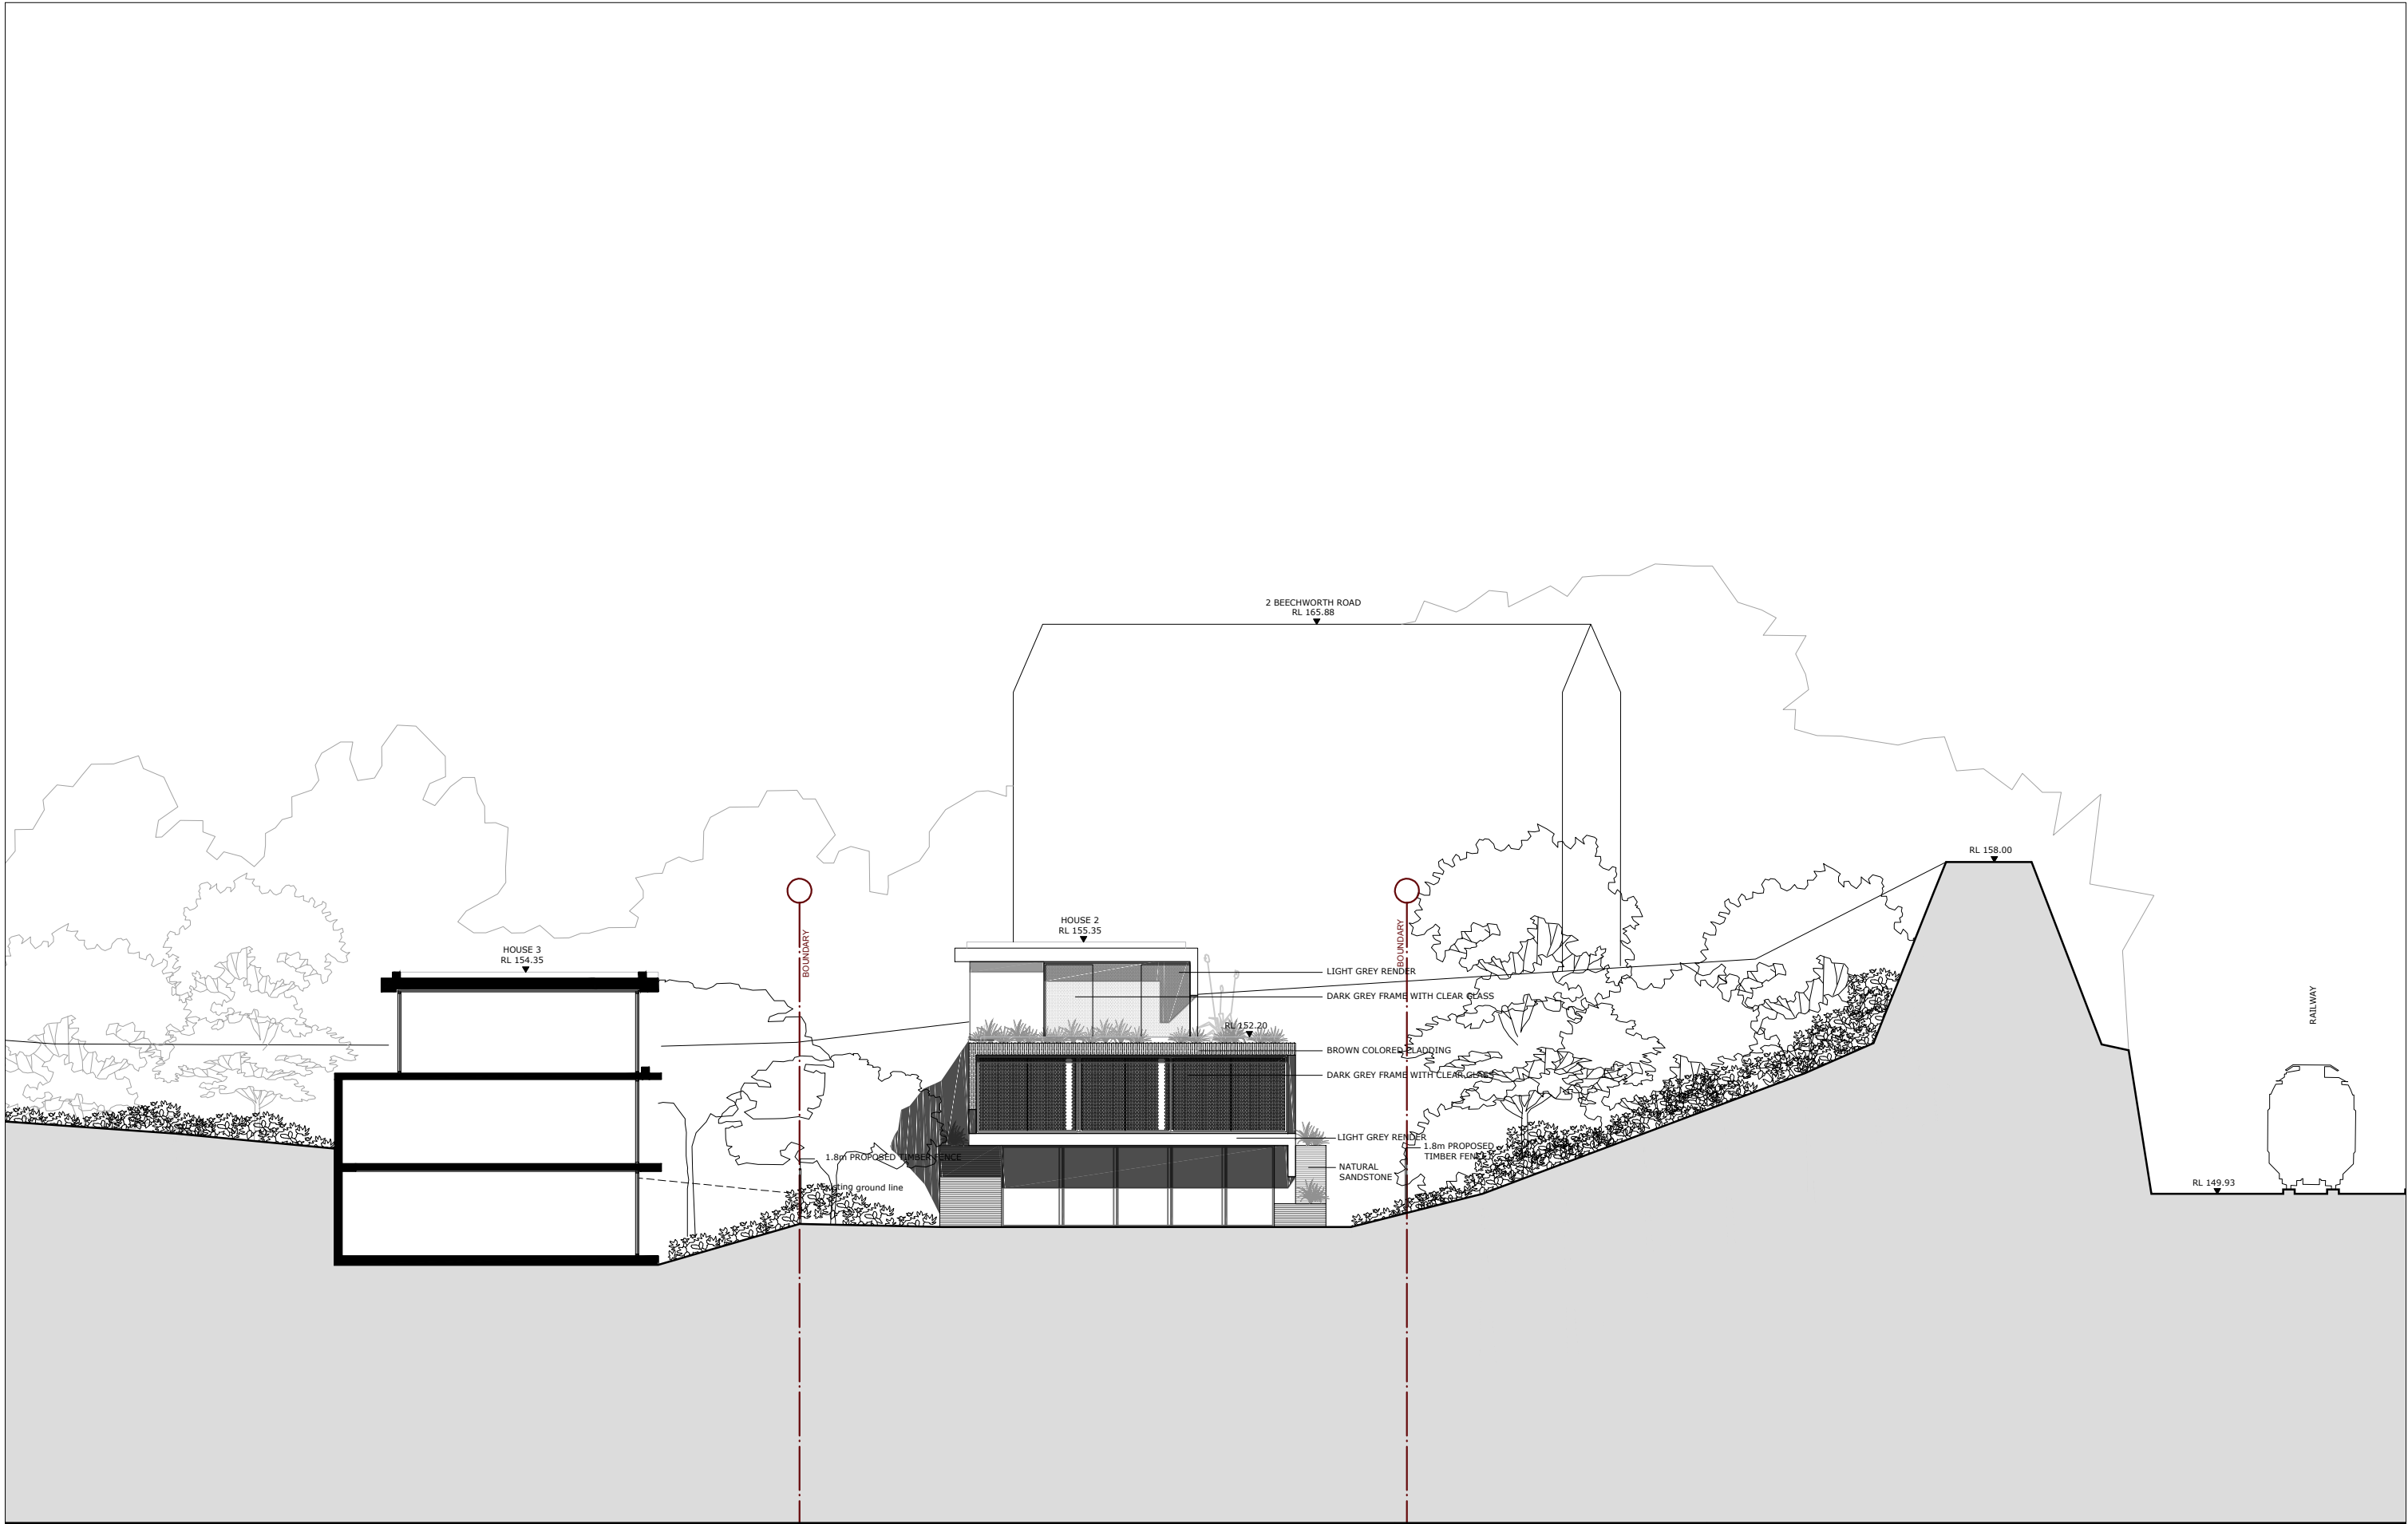 2 BEECHWORTH ROAD
RL 165.88
RL 158.00
HOUSE 2
RL 155.35
HOUSE 3
RL 154.35
BOUNDARY
BOUNDARY
LIGHT GREY RENDER
DARK GREY FRAME WITH CLEAR GLASS
RAILWAY
RL 152.20
BROWN COLORED CLADDING
DARK GREY FRAME WITH CLEAR GLASS
LIGHT GREY RENDER
1.8m PROPOSED
TIMBER FENCE
1.8m PROPOSED TIMBER FENCE
NATURAL
SANDSTONE
Existing ground line
RL 149.93